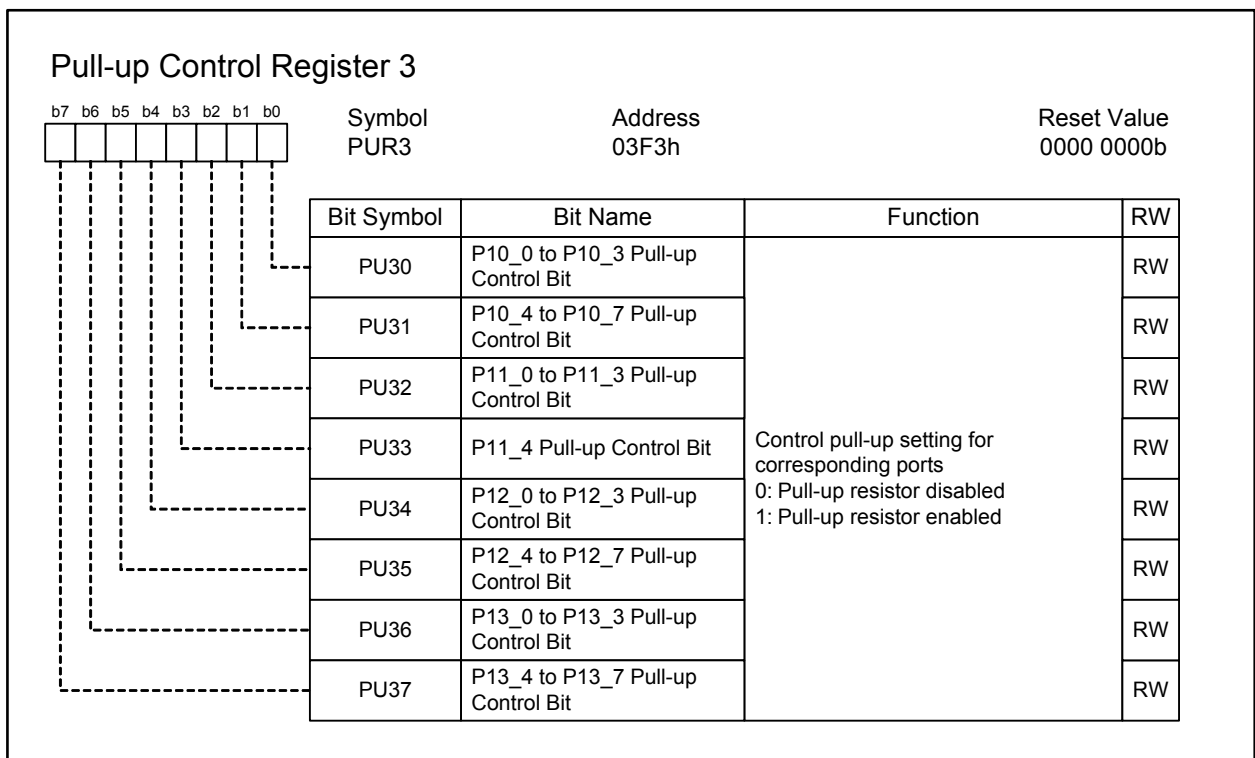 Pull-up Control Register 3
b7 b6 b5 b4 b3 b2 b1 b0
Symbol Address Reset Value
PUR3 03F3h 0000 0000b
Bit Symbol Bit Name Function RW
PU30 P10_0 to P10_3 Pull-up
Control Bit RW
PU31 P10_4 to P10_7 Pull-up
Control Bit RW
PU32 P11_0 to P11_3 Pull-up
Control Bit RW
PU33 P11_4 Pull-up Control Bit RW
Control pull-up setting for
corresponding ports
0: Pull-up resistor disabled
1: Pull-up resistor enabled
PU34 P12_0 to P12_3 Pull-up
Control Bit RW
PU35 P12_4 to P12_7 Pull-up
Control Bit RW
PU36 P13_0 to P13_3 Pull-up
Control Bit RW
PU37 P13_4 to P13_7 Pull-up
Control Bit RW